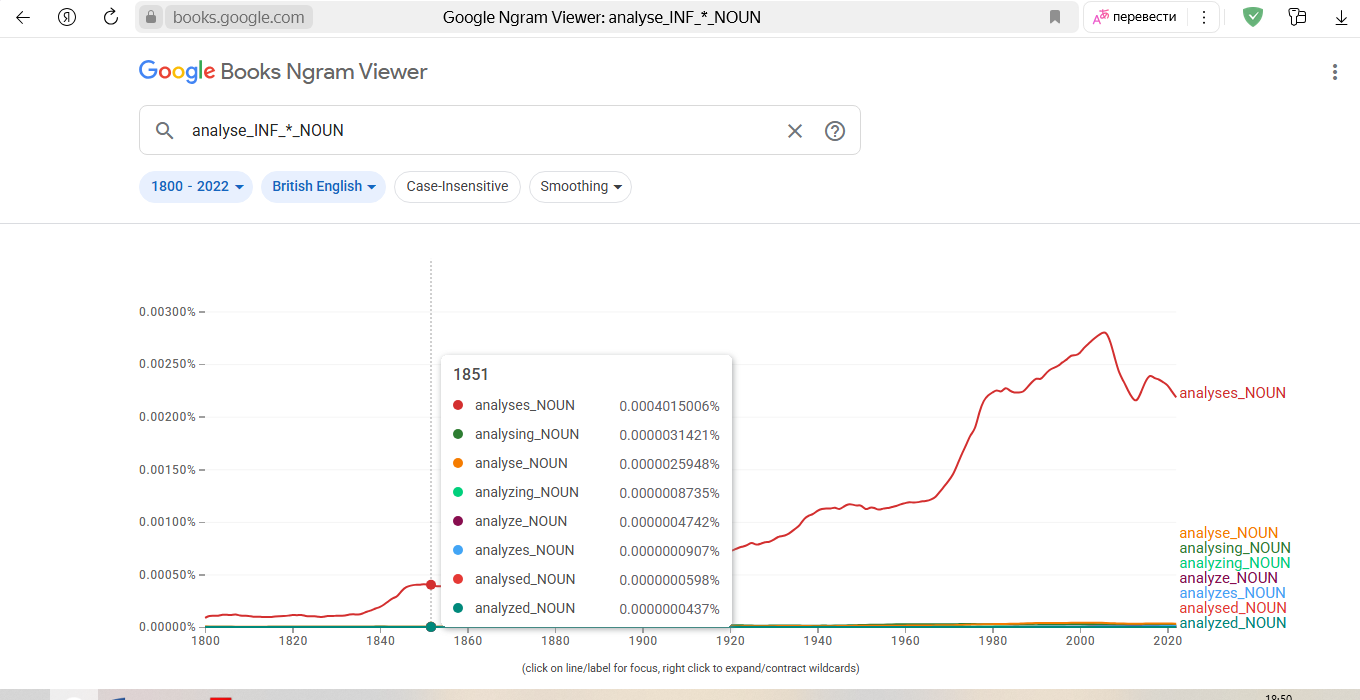 Я books.google.com Google Ngram Viewer: analyse_INF_*_NOUN перевести
Google Books Ngram Viewer
analyse_INF_*_NOUN
1800 - 2022 British English Case-Insensitive Smoothing
0.00300%
0.00250%
0.00200%
0.00150%
0.00100%
0.00050%
0.00000%
1851
analyses_NOUN 0.0004015006%
analysing_NOUN 0.0000031421%
analyse_NOUN 0.0000025948%
analyzing_NOUN 0.0000008735%
analyze_NOUN 0.0000004742%
analyzes_NOUN 0.0000000907%
analysed_NOUN 0.0000000598%
analyzed_NOUN 0.0000000437%
analyses_NOUN
analyse_NOUN
analysing_NOUN
analyzing_NOUN
analyze_NOUN
analyzes_NOUN
analysed_NOUN
analyzed_NOUN
1800 1820 1840 1860 1880 1900 1920 1940 1960 1980 2000 2020
(click on line/label for focus, right click to expand/contract wildcards)
18:50